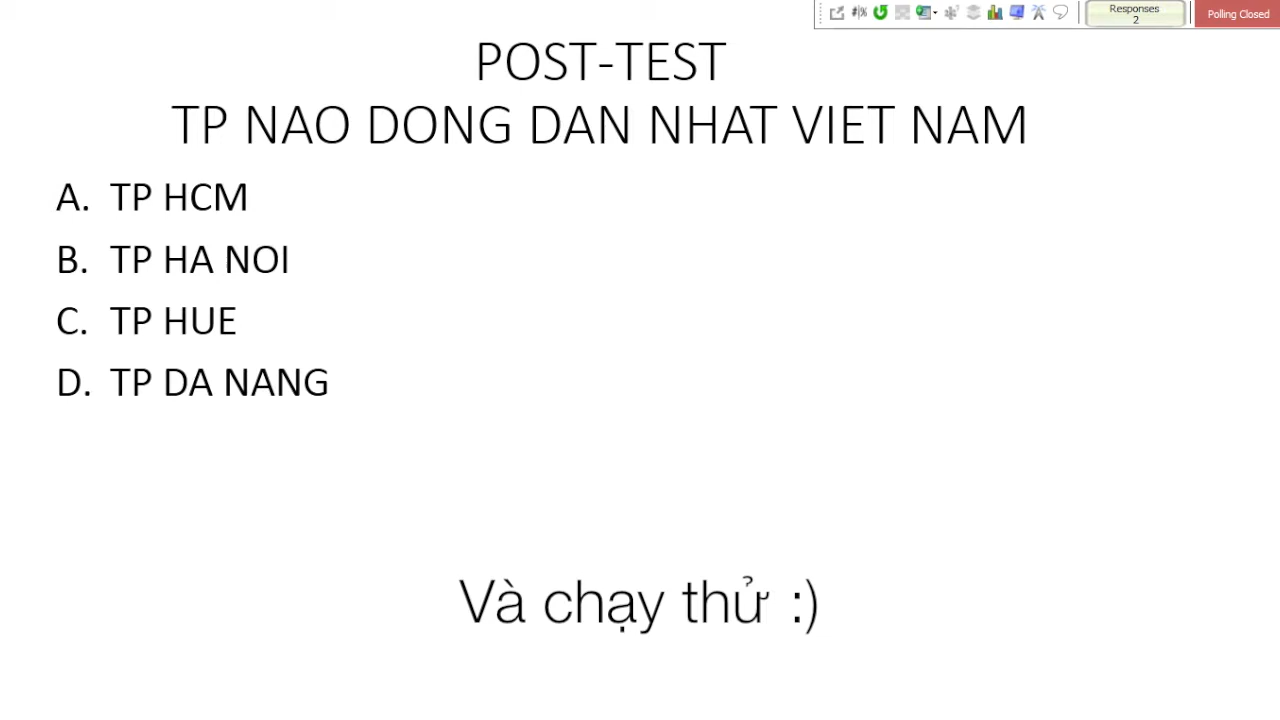 Responses
2
Polling Closed
POST-TEST
TP NAO DONG DAN NHAT VIET NAM
A. TP HCM
B. TP HA NOI
C. TP HUE
D. TP DA NANG
Và chạy thử :)